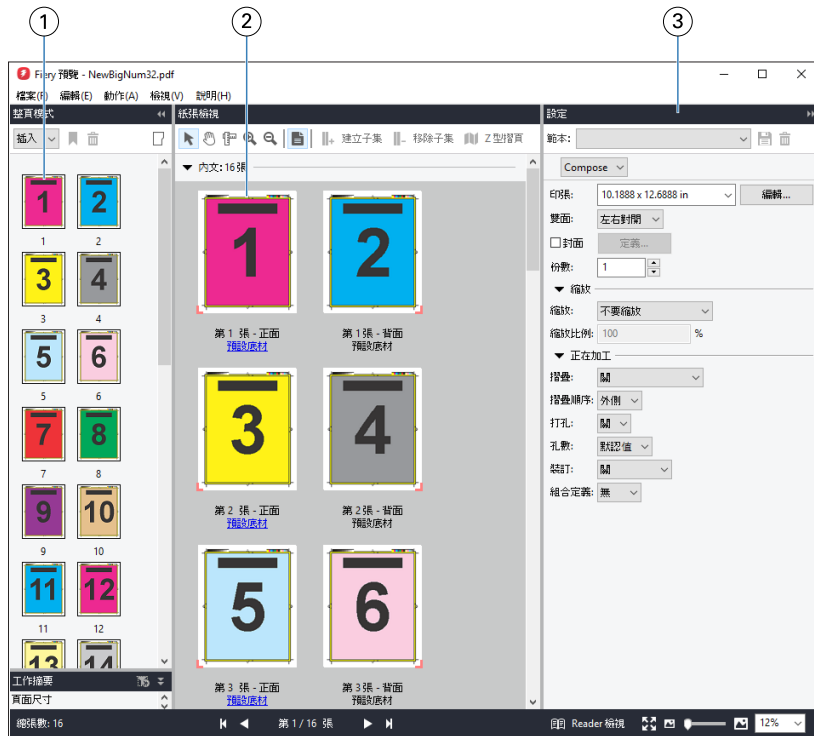 1 2 3
Fiery 預覽 - NewBigNum32.pdf
檔案(F) 編輯(E) 動作(A) 檢視(V) 說明(H)
整頁模式
插入
1 2
1 2
3 4
3 4
5 6
5 6
7 8
7 8
9 10
9 10
11 12
11 12
13 14
工作摘要
頁面尺寸
紙張檢視
建立子集 移除子集 Z 型摺頁
內文: 16 張
1 2
第 1 張 - 正面 第 1 張 - 背面
預設底材 預設底材
3 4
第 2 張 - 正面 第 2 張 - 背面
預設底材 預設底材
5 6
第 3 張 - 正面 第 3 張 - 背面
預設底材 預設底材
設定
範本:
Compose
印張: 10.1888 x 12.6888 in 編輯...
雙面: 左右對開
封面 定義...
份數: 1
縮放
縮放: 不要縮放
縮放比例: 100 %
正在加工
摺疊: 關
摺疊順序: 外側
打孔: 關
孔數: 默認值
裝訂: 關
組合定義: 無
總張數: 16 第 1 / 16 張 Reader 檢視 12%